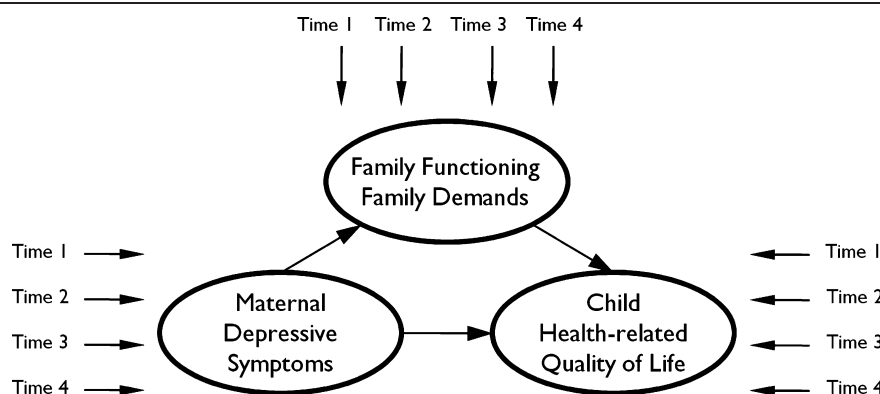 Time 1 Time 2 Time 3 Time 4
Family Functioning
Family Demands
Time 1
Time 2
Time 3
Time 4
Maternal
Depressive
Symptoms
Child
Health-related
Quality of Life
Time 1
Time 2
Time 3
Time 4